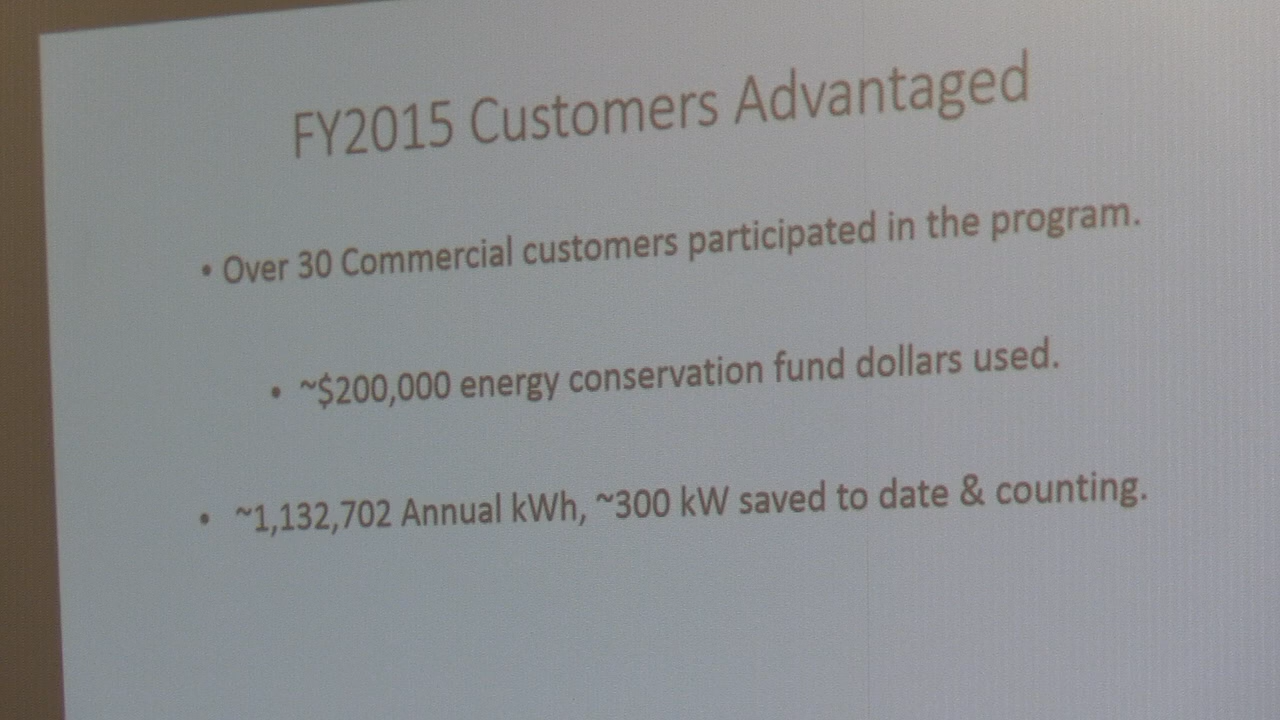 FY2015 Customers Advantaged
• Over 30 Commercial customers participated in the program.
• ~$200,000 energy conservation fund dollars used.
• ~1,132,702 Annual kWh, ~300 kW saved to date & counting.